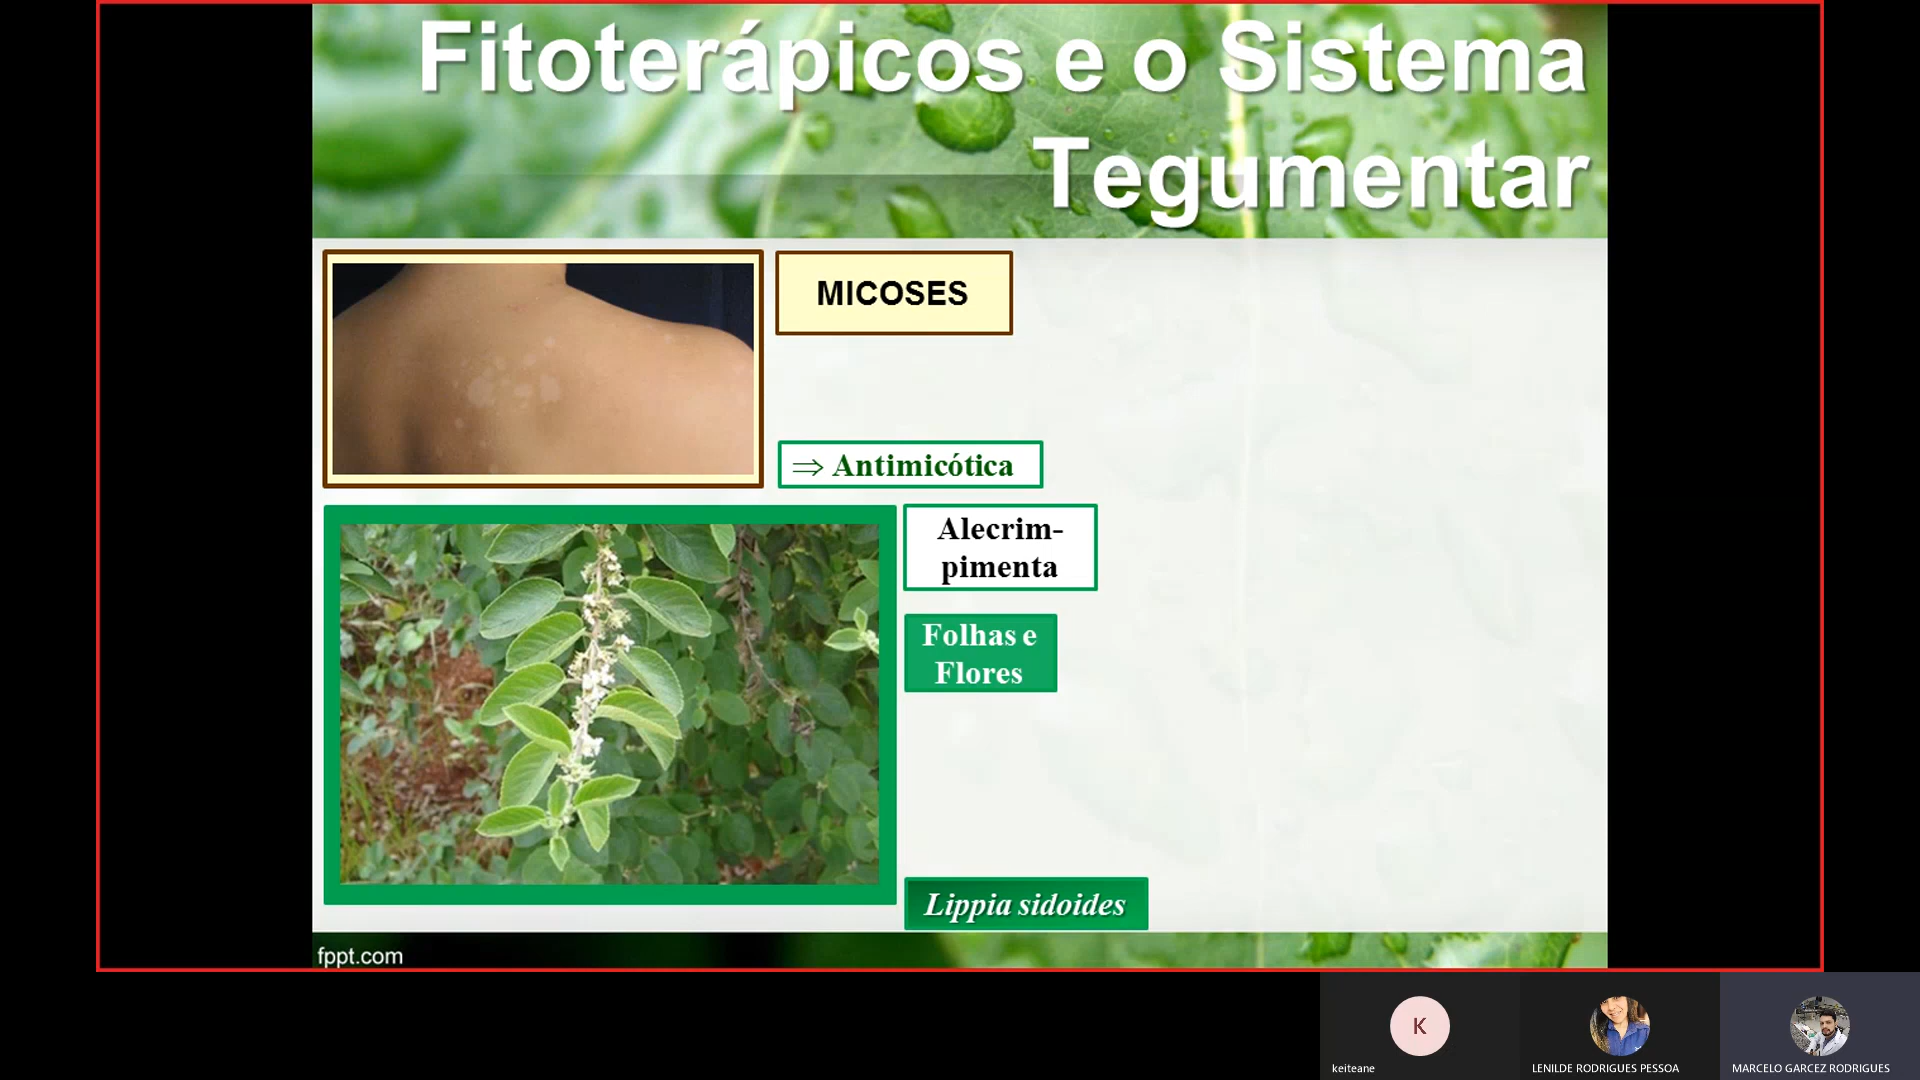 Fitoterápicos e o Sistema
Tegumentar
MICOSES
⇒ Antimicótica
Alecrim-
pimenta
Folhas e
Flores
Lippia sidoides
fppt.com
K
keiteane
LENILDE RODRIGUES PESSOA
MARCELO GARCEZ RODRIGUES